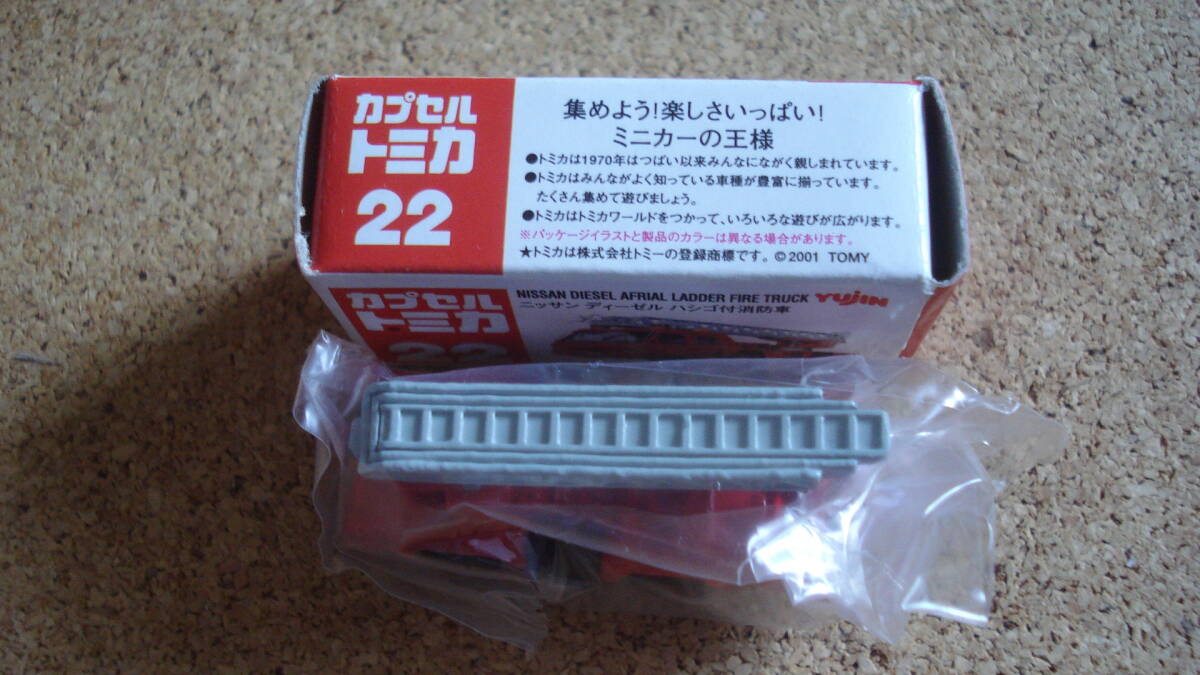 カプセル
トミカ
22
集めよう!楽しさいっぱい!
ミニカーの王様
●トミカは1970年はつばい以来みんなにながく親しまれています。
●トミカはみんながよく知っている車種が豊富に揃っています。
たくさん集めて遊びましょう。
●トミカはトミカワールドをつかって、いろいろな遊びが広がります。
※パッケージイラストと製品のカラーは異なる場合があります。
★トミカは株式会社トミーの登録商標です。©2001 TOMY
カプセル
トミカ
22
NISSAN DIESEL AFRIAL LADDER FIRE TRUCK YUJIN
ニッサン ディーゼル ハシゴ付消防車